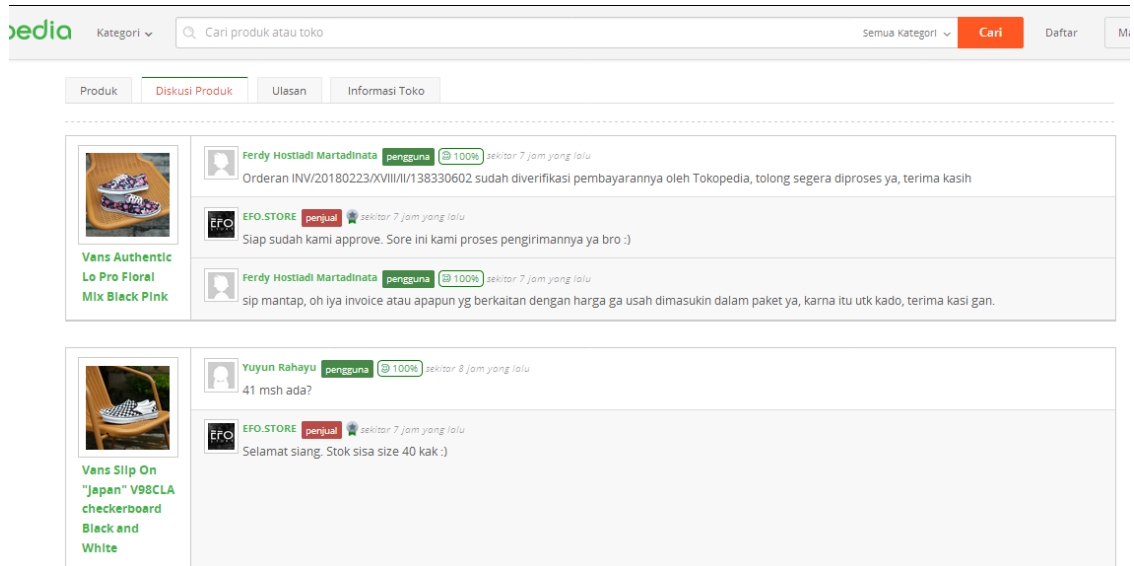 pedia Kategori Cari produk atau toko Semua Kategori Cari Daftar Ma
Produk Diskusi Produk Ulasan Informasi Toko
Ferdy Hostiadi Martadinata pengguna 100% sekitar 7 jam yang lalu
Orderan INV/20180223/XVIII/II/138330602 sudah diverifikasi pembayarannya oleh Tokopedia, tolong segera diproses ya, terima kasih
EFO.STORE penjual sekitar 7 jam yang lalu
Siap sudah kami approve. Sore ini kami proses pengirimannya ya bro :)
Ferdy Hostiadi Martadinata pengguna 100% sekitar 7 jam yang lalu
sip mantap, oh iya invoice atau apapun yg berkaitan dengan harga ga usah dimasukin dalam paket ya, karna itu utk kado, terima kasi gan.
Vans Authentic
Lo Pro Floral
Mix Black Pink
Yuyun Rahayu pengguna 100% sekitar 8 jam yang lalu
41 msh ada?
EFO.STORE penjual sekitar 7 jam yang lalu
Selamat siang. Stok sisa size 40 kak :)
Vans Slip On
"Japan" V98CLA
checkerboard
Black and
White